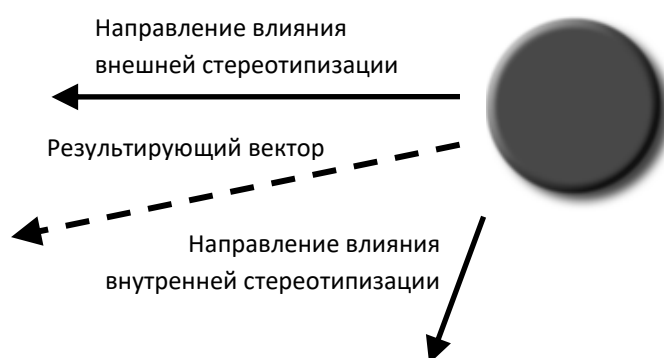 Направление влияния
внешней стереотипизации
Результирующий вектор
Направление влияния
внутренней стереотипизации